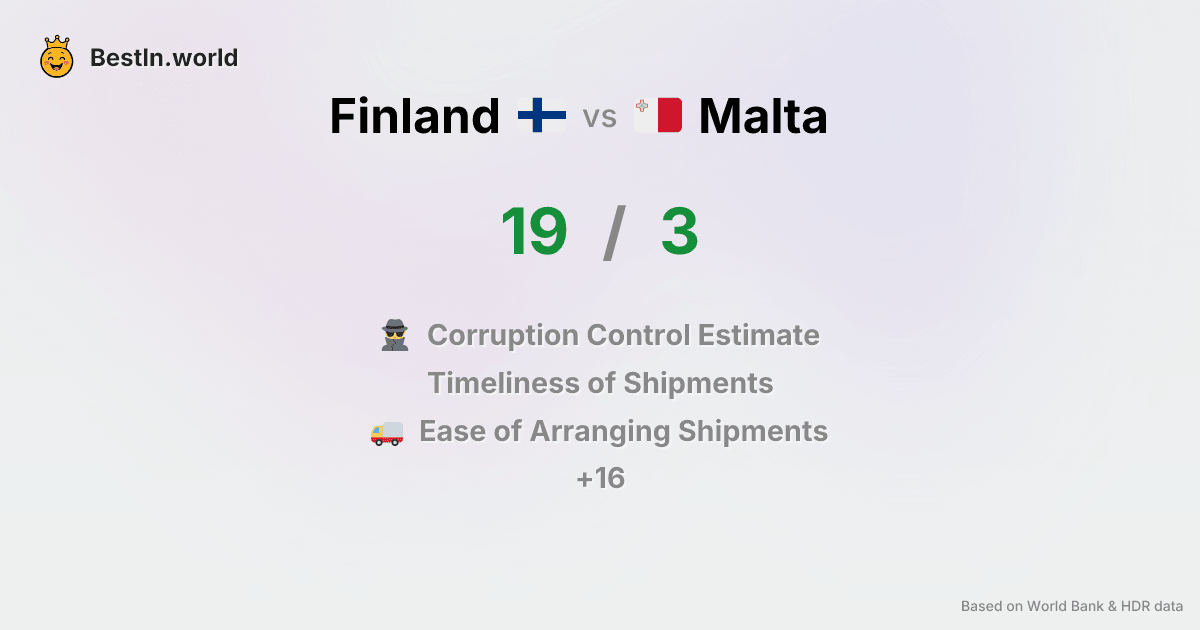 BestIn.world
Finland vs Malta
19 / 3
Corruption Control Estimate
Timeliness of Shipments
Ease of Arranging Shipments
+16
Based on World Bank & HDR data